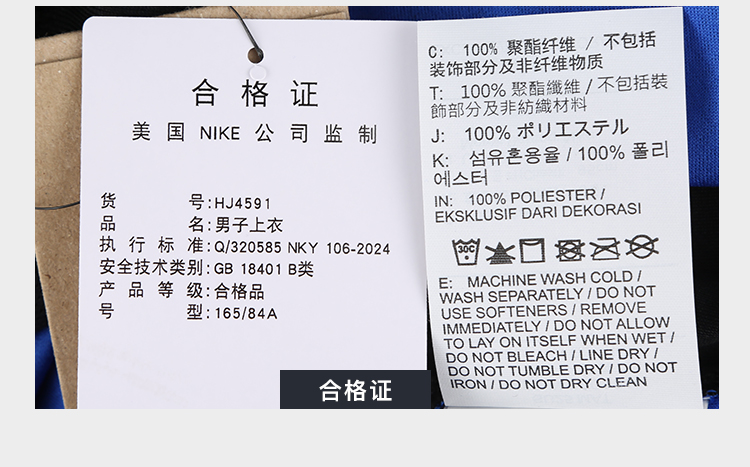 合格证
美国 NIKE 公司监制
货号:HJ4591
品名:男子上衣
执行标准:Q/320585 NKY 106-2024
安全技术类别:GB 18401 B类
产品等级:合格品
号型:165/84A
C: 100% 聚酯纤维 / 不包括
装饰部分及非纤维物质
T: 100% 聚酯纖維 / 不包括裝
飾部分及非紡織材料
J: 100% ポリエステル
K: 섬유혼용율 / 100% 폴리
에스터
IN: 100% POLIESTER /
EKSKLUSIF DARI DEKORASI
30C
E: MACHINE WASH COLD /
WASH SEPARATELY / DO NOT
USE SOFTENERS / REMOVE
IMMEDIATELY / DO NOT ALLOW
TO LAY ON ITSELF WHEN WET /
DO NOT BLEACH / LINE DRY /
DO NOT TUMBLE DRY / DO NOT
IRON / DO NOT DRY CLEAN
合格证